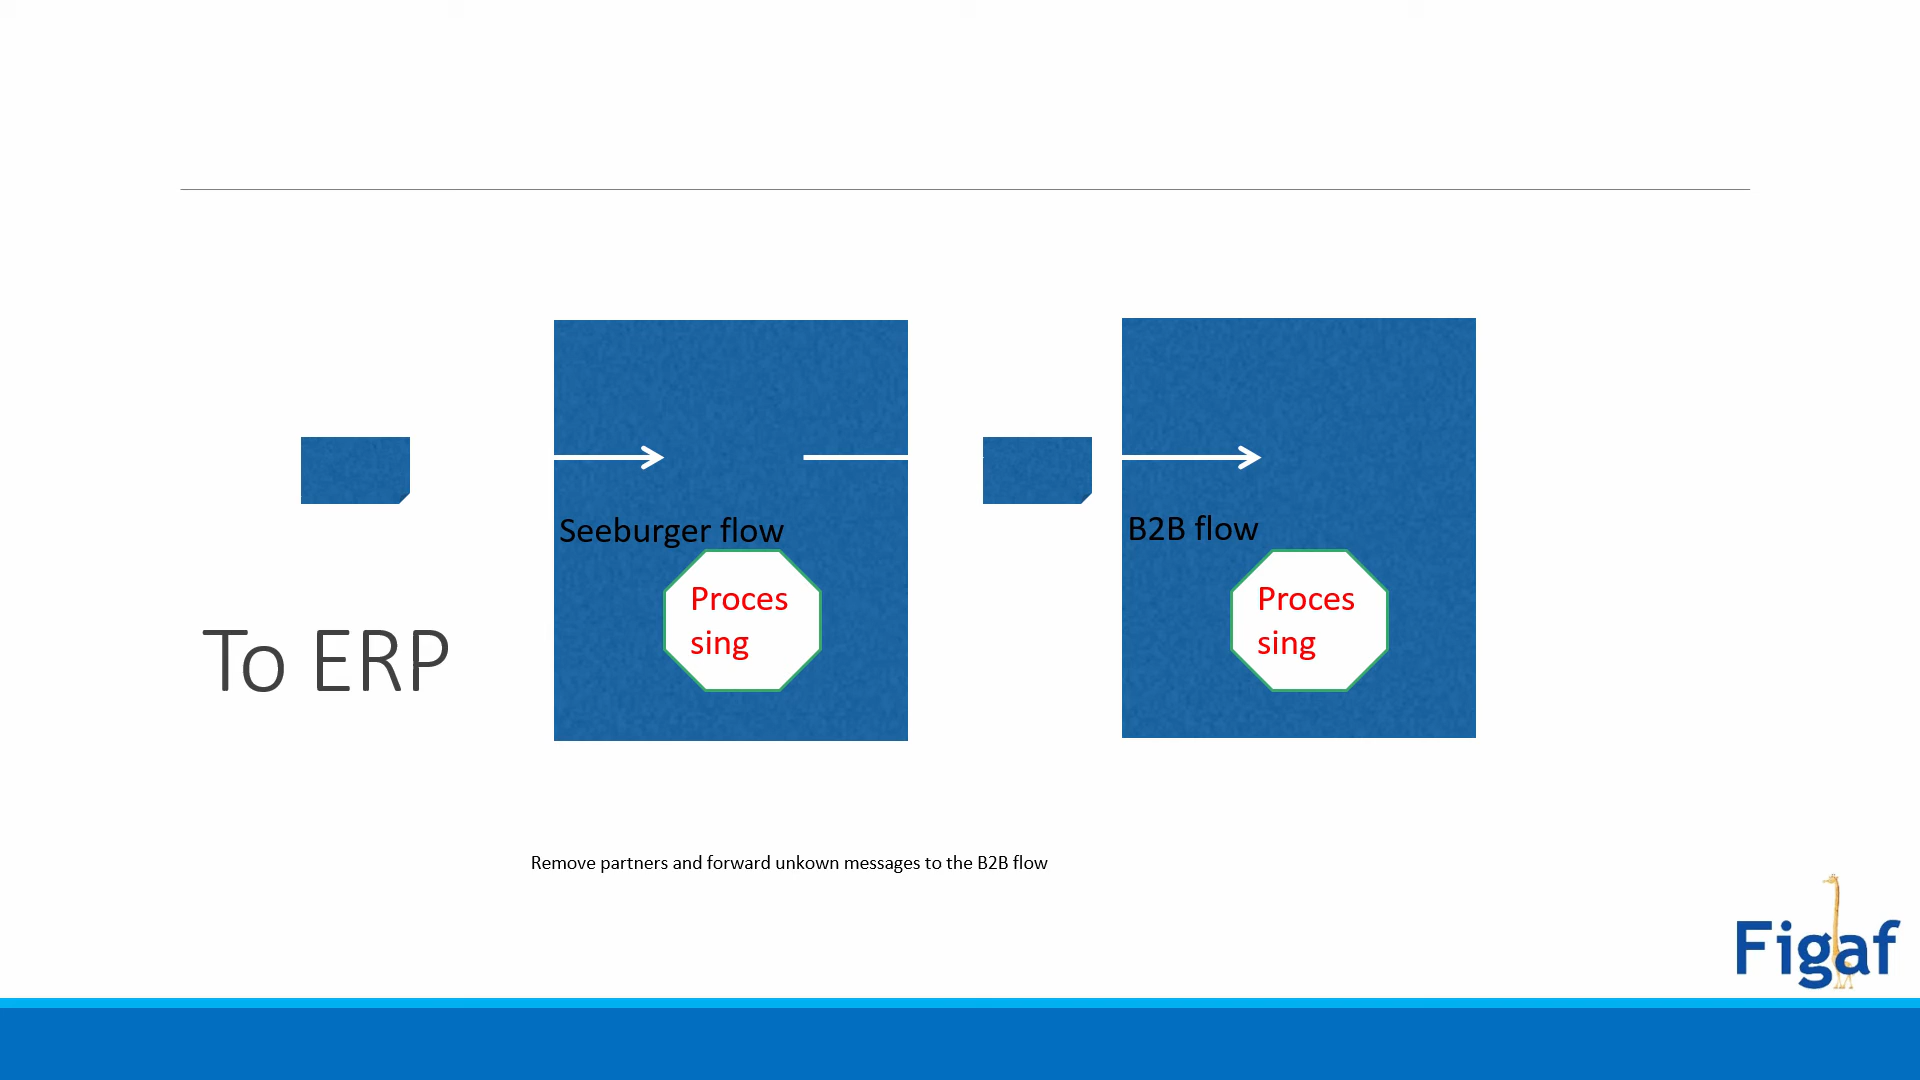 Seeburger flow
B2B flow
Proces
sing
Proces
sing
To ERP
Remove partners and forward unkown messages to the B2B flow
Figaf